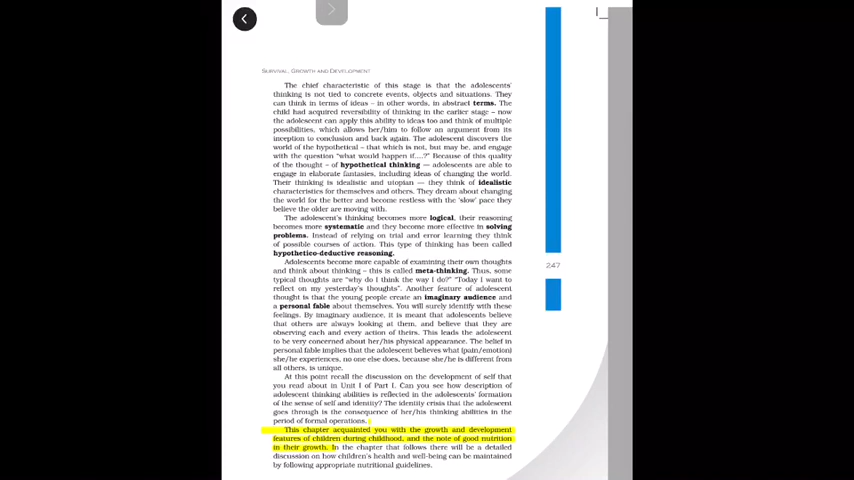 SURVIVAL, GROWTH AND DEVELOPMENT
The chief characteristic of this stage is that the adolescents'
thinking is not tied to concrete events, objects and situations. They
can think in terms of ideas – in other words, in abstract terms. The
child had acquired reversibility of thinking in the earlier stage – now
the adolescent can apply this ability to ideas too and think of multiple
possibilities, which allows her/him to follow an argument from its
inception to conclusion and back again. The adolescent discovers the
world of the hypothetical – that which is not, but may be, and engage
with the question "what would happen if....?" Because of this quality
of the thought – of hypothetical thinking — adolescents are able to
engage in elaborate fantasies, including ideas of changing the world.
Their thinking is idealistic and utopian — they think of idealistic
characteristics for themselves and others. They dream about changing
the world for the better and become restless with the 'slow' pace they
believe the older are moving with.
The adolescent's thinking becomes more logical, their reasoning
becomes more systematic and they become more effective in solving
problems. Instead of relying on trial and error learning they think
of possible courses of action. This type of thinking has been called
hypothetico-deductive reasoning.
Adolescents become more capable of examining their own thoughts
and think about thinking – this is called meta-thinking. Thus, some
typical thoughts are "why do I think the way I do?" "Today I want to
reflect on my yesterday's thoughts". Another feature of adolescent
thought is that the young people create an imaginary audience and
a personal fable about themselves. You will surely identify with these
feelings. By imaginary audience, it is meant that adolescents believe
that others are always looking at them, and believe that they are
observing each and every action of theirs. This leads the adolescent
to be very concerned about her/his physical appearance. The belief in
personal fable implies that the adolescent believes what (pain/emotion)
she/he experiences, no one else does, because she/he is different from
all others, is unique.
At this point recall the discussion on the development of self that
you read about in Unit I of Part I. Can you see how description of
adolescent thinking abilities is reflected in the adolescents' formation
of the sense of self and identity? The identity crisis that the adolescent
goes through is the consequence of her/his thinking abilities in the
period of formal operations.
This chapter acquainted you with the growth and development
features of children during childhood, and the note of good nutrition
in their growth. In the chapter that follows there will be a detailed
discussion on how children's health and well-being can be maintained
by following appropriate nutritional guidelines.
247